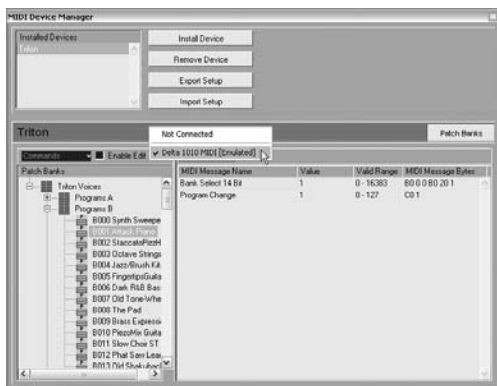 MIDI Device Manager
Installed Devices
Triton
Install Device
Remove Device
Export Setup
Import Setup
Triton
Not Connected
Delta 1010 MIDI [Emulated]
Patch Banks
Commands
Enable Edit
Patch Banks
MIDI Message Name Value Valid Range MIDI Message Bytes
Bank Select 14 Bit 1 0 - 16383 B0 0 0 B0 20 1
Program Change 1 0 - 127 C0 1
Triton Voices
Programs A
Programs B
B000 Synth Sweepe
B001 Attack Piano
B002 StaccatoPizzH
B003 Octave Strings
B004 Jazz/Brush Kit
B005 FingertipsGuita
B006 Dark R&B Bas
B007 Old Tone-Whe
B008 The Pad
B009 Brass Expressi
B010 PiezoMix Guita
B011 Slow Choir ST
B012 Phat Saw Lea
B013 Old Shakuhac